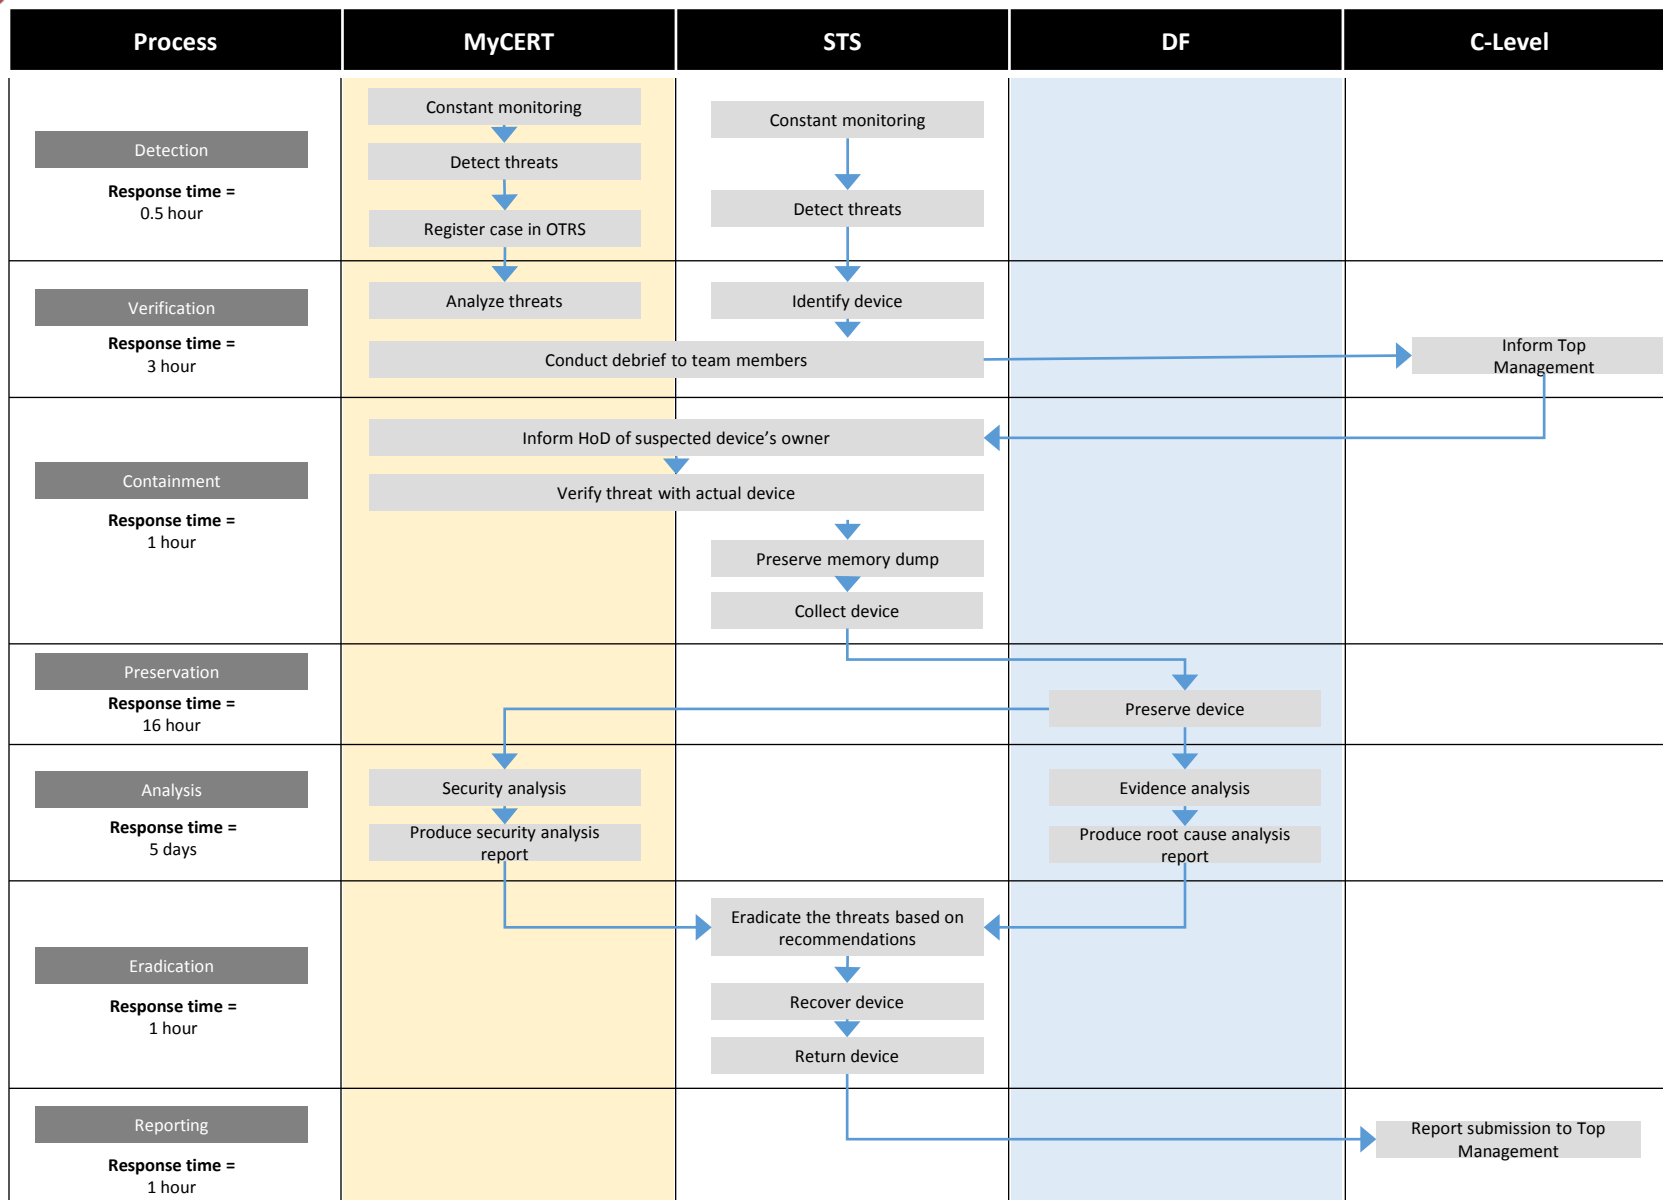 Process
MyCERT
STS
DF
C-Level
Detection
Response time =
0.5 hour
Constant monitoring
Detect threats
Register case in OTRS
Constant monitoring
Detect threats
Verification
Response time =
3 hour
Analyze threats
Identify device
Conduct debrief to team members
Inform Top
Management
Containment
Response time =
1 hour
Inform HoD of suspected device’s owner
Verify threat with actual device
Preserve memory dump
Collect device
Preservation
Response time =
16 hour
Preserve device
Analysis
Response time =
5 days
Security analysis
Produce security analysis
report
Evidence analysis
Produce root cause analysis
report
Eradication
Response time =
1 hour
Eradicate the threats based on
recommendations
Recover device
Return device
Reporting
Response time =
1 hour
Report submission to Top
Management